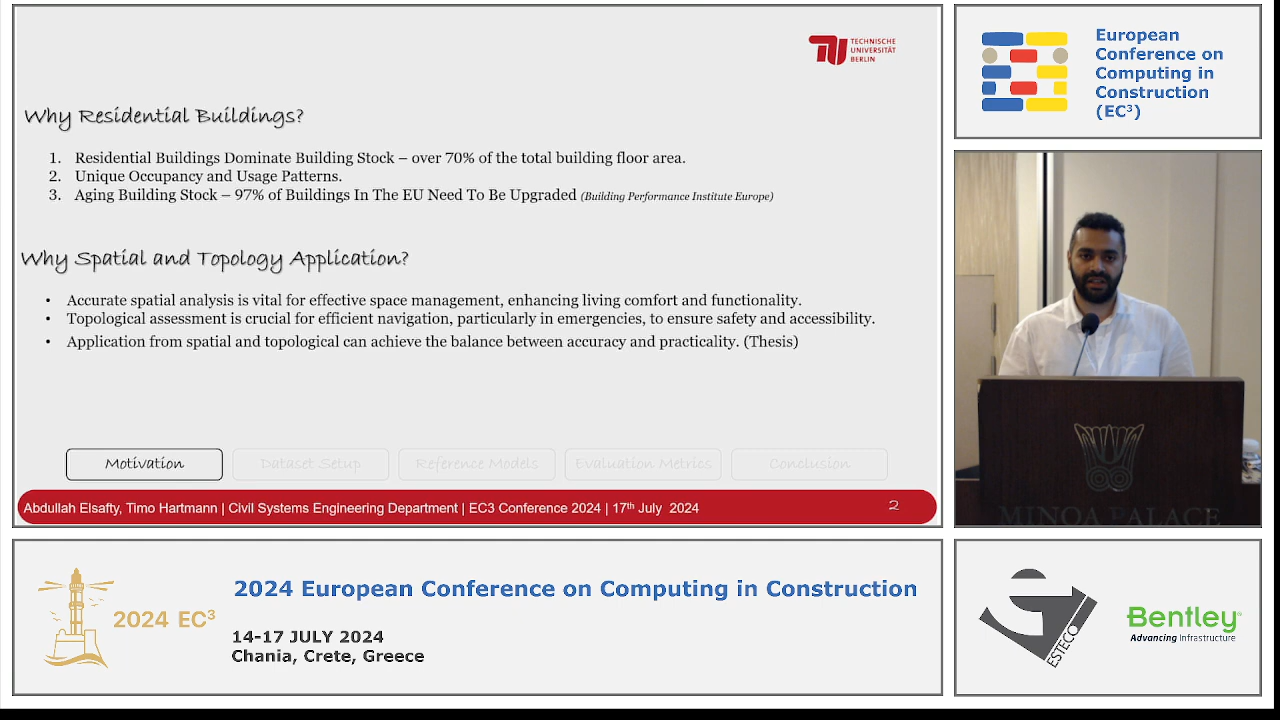 TECHNISCHE
UNIVERSITÄT
BERLIN
Why Residential Buildings?
1. Residential Buildings Dominate Building Stock – over 70% of the total building floor area.
2. Unique Occupancy and Usage Patterns.
3. Aging Building Stock – 97% of Buildings In The EU Need To Be Upgraded (Building Performance Institute Europe)
Why Spatial and Topology Application?
• Accurate spatial analysis is vital for effective space management, enhancing living comfort and functionality.
• Topological assessment is crucial for efficient navigation, particularly in emergencies, to ensure safety and accessibility.
• Application from spatial and topological can achieve the balance between accuracy and practicality. (Thesis)
Motivation Dataset Setup Reference Models Evaluation Metrics Conclusion
Abdullah Elsafty, Timo Hartmann | Civil Systems Engineering Department | EC3 Conference 2024 | 17th July 2024 2
European
Conference on
Computing in
Construction
(EC³)
MINOA PALACE
2024 EC³
2024 European Conference on Computing in Construction
14-17 JULY 2024
Chania, Crete, Greece
ESTECO
Bentley®
Advancing Infrastructure